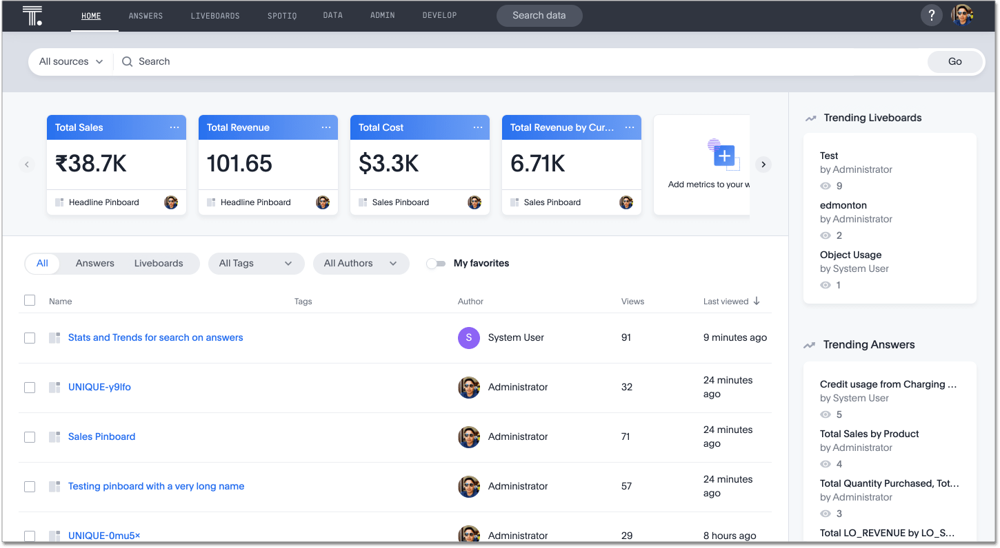 T.
HOME
ANSWERS
LIVEBOARDS
SPOTIQ
DATA
ADMIN
DEVELOP
Search data
?
All sources
Search
Go
Total Sales ...
₹38.7K
Headline Pinboard
Total Revenue ...
101.65
Headline Pinboard
Total Cost ...
$3.3K
Sales Pinboard
Total Revenue by Cur... ...
6.71K
Sales Pinboard
Add metrics to your w
All
Answers
Liveboards
All Tags
All Authors
My favorites
Name Tags Author Views Last viewed
Stats and Trends for search on answers S System User 91 9 minutes ago
UNIQUE-y9lfo Administrator 32 24 minutes
ago
Sales Pinboard Administrator 71 24 minutes
ago
Testing pinboard with a very long name Administrator 57 24 minutes
ago
UNIQUE-0mu5× Administrator 29 8 hours ago
Trending Liveboards
Test
by Administrator
9
edmonton
by Administrator
2
Object Usage
by System User
1
Trending Answers
Credit usage from Charging ...
by System User
5
Total Sales by Product
by Administrator
4
Total Quantity Purchased, Tot...
by Administrator
3
Total LO_REVENUE by LO_S...